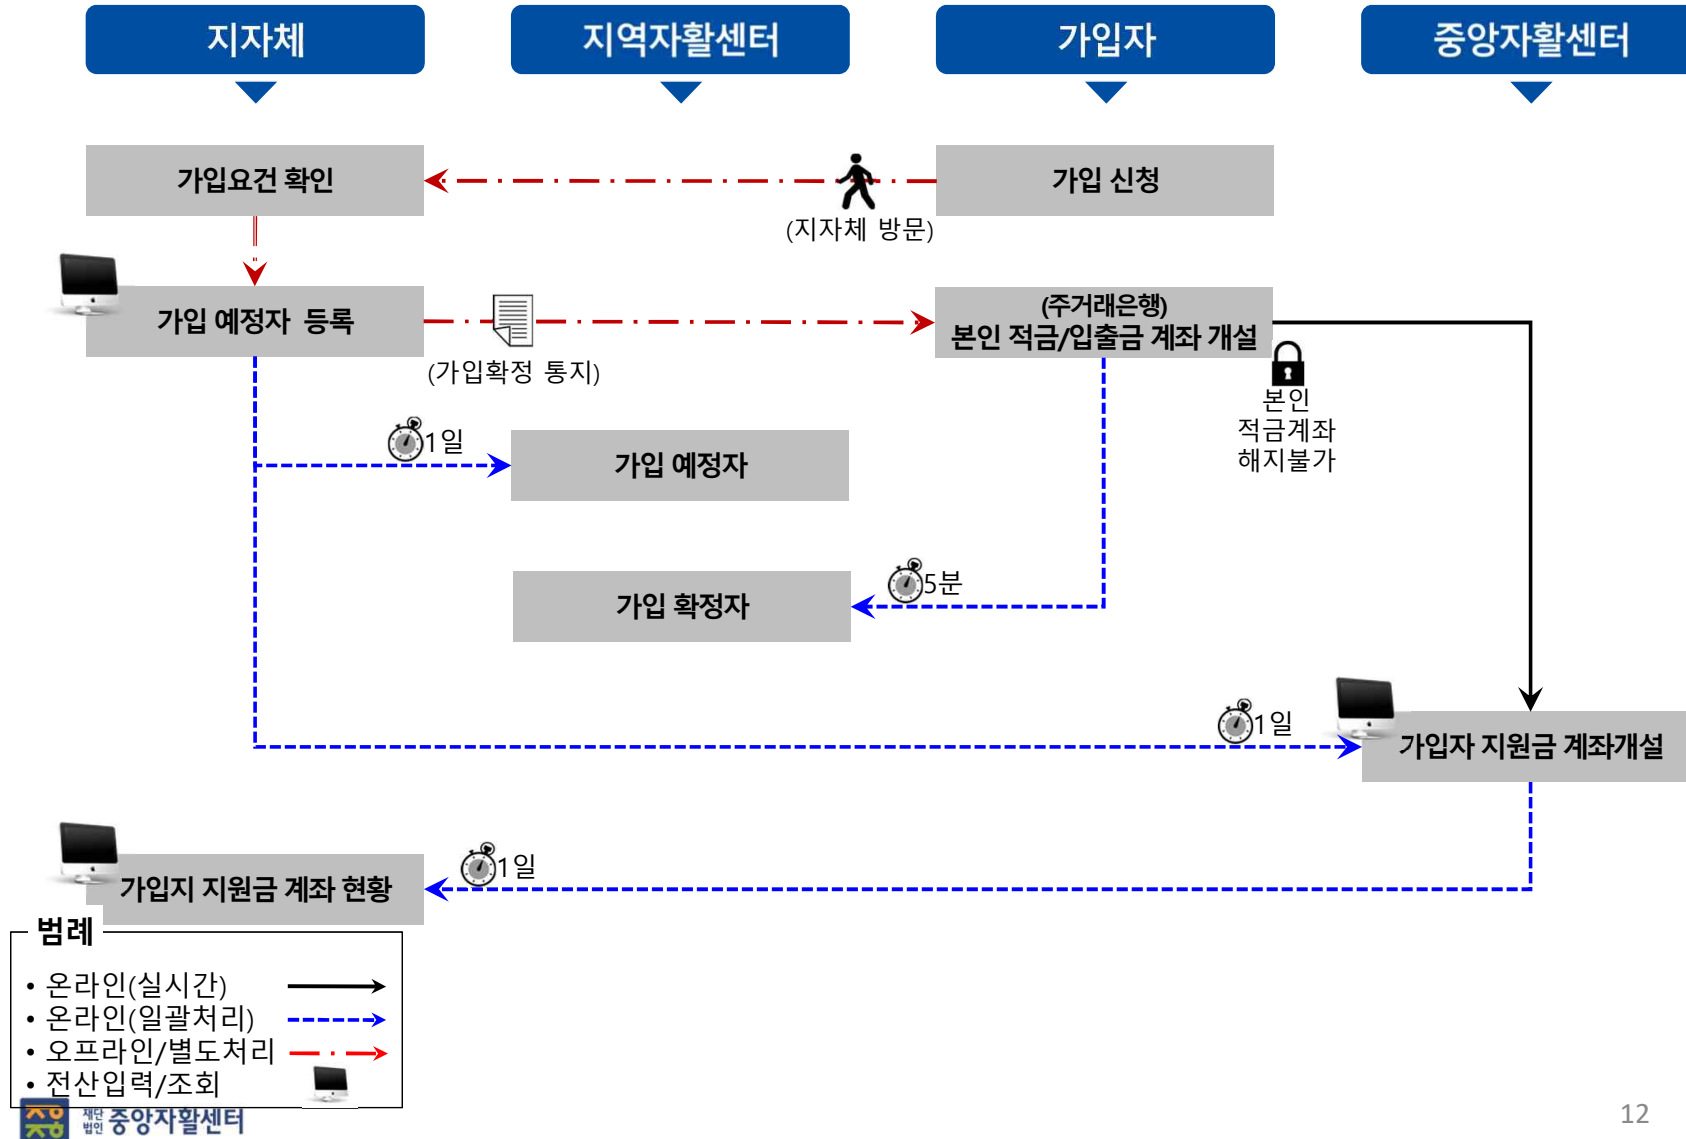 지자체
지역자활센터
가입자
중앙자활센터
가입요건 확인
가입 신청
(지자체 방문)
가입 예정자 등록
(가입확정 통지)
(주거래은행)
본인 적금/입출금 계좌 개설
본인
적금계좌
해지불가
1일
가입 예정자
5분
가입 확정자
1일
가입자 지원금 계좌개설
1일
가입지 지원금 계좌 현황
범례
• 온라인(실시간)
• 온라인(일괄처리)
• 오프라인/별도처리
• 전산입력/조회
재단
법인 중앙자활센터
12